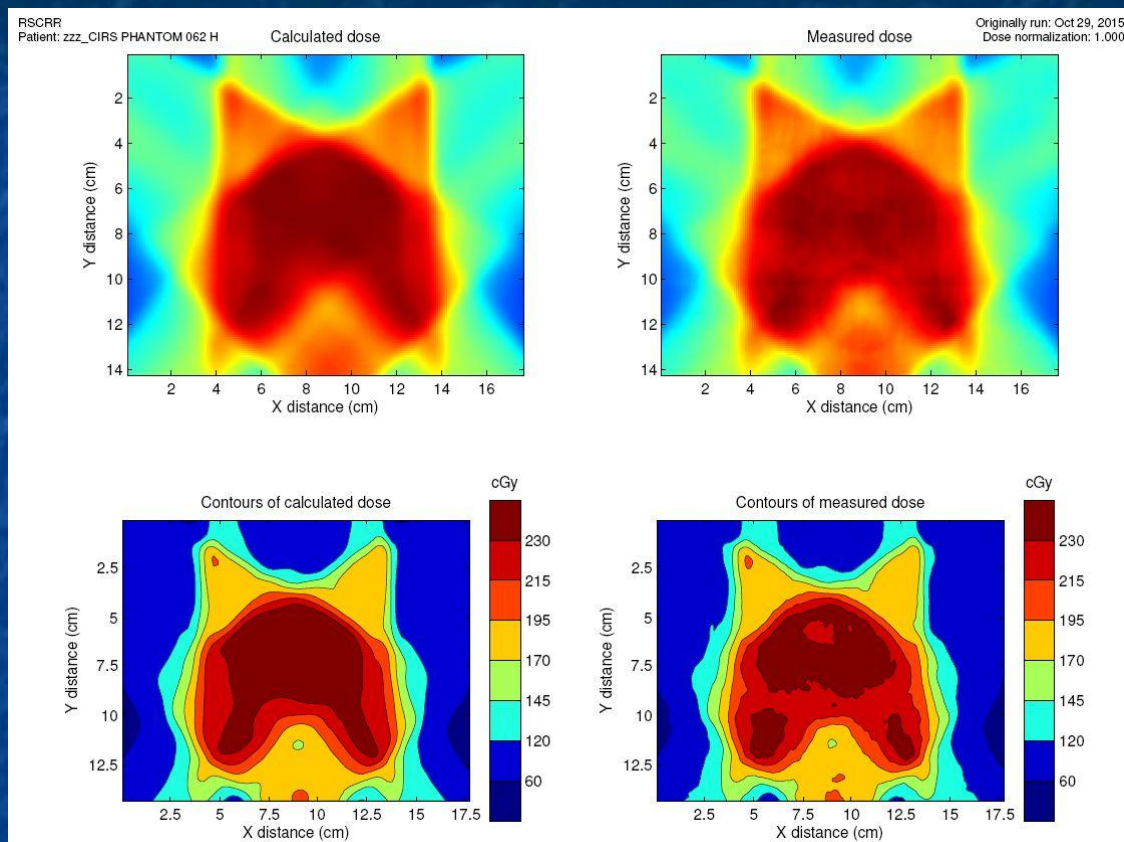 RSCRR
Patient: zzz_CIRS PHANTOM 062 H
Originally run: Oct 29, 2015
Dose normalization: 1.000
Calculated dose
2
4
6
8
10
12
14
Y distance (cm)
2 4 6 8 10 12 14 16
X distance (cm)
Measured dose
2
4
6
8
10
12
14
Y distance (cm)
2 4 6 8 10 12 14 16
X distance (cm)
Contours of calculated dose
2.5
5
7.5
10
12.5
Y distance (cm)
2.5 5 7.5 10 12.5 15 17.5
X distance (cm)
cGy
230
215
195
170
145
120
60
Contours of measured dose
2.5
5
7.5
10
12.5
Y distance (cm)
2.5 5 7.5 10 12.5 15 17.5
X distance (cm)
cGy
230
215
195
170
145
120
60